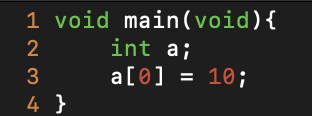 1 void main(void){
2     int a;
3     a[0] = 10;
4 }